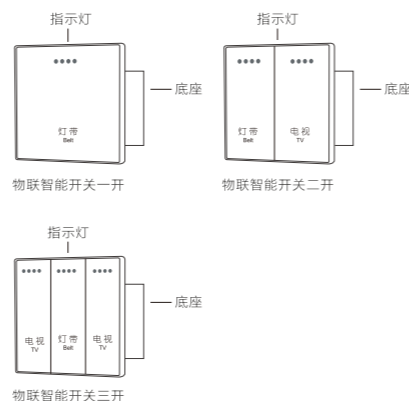 指示灯
指示灯
底座
底座
灯带
Belt
灯带
Belt
电视
TV
物联智能开关一开
物联智能开关二开
指示灯
底座
电视
TV
灯带
Belt
电视
TV
物联智能开关三开